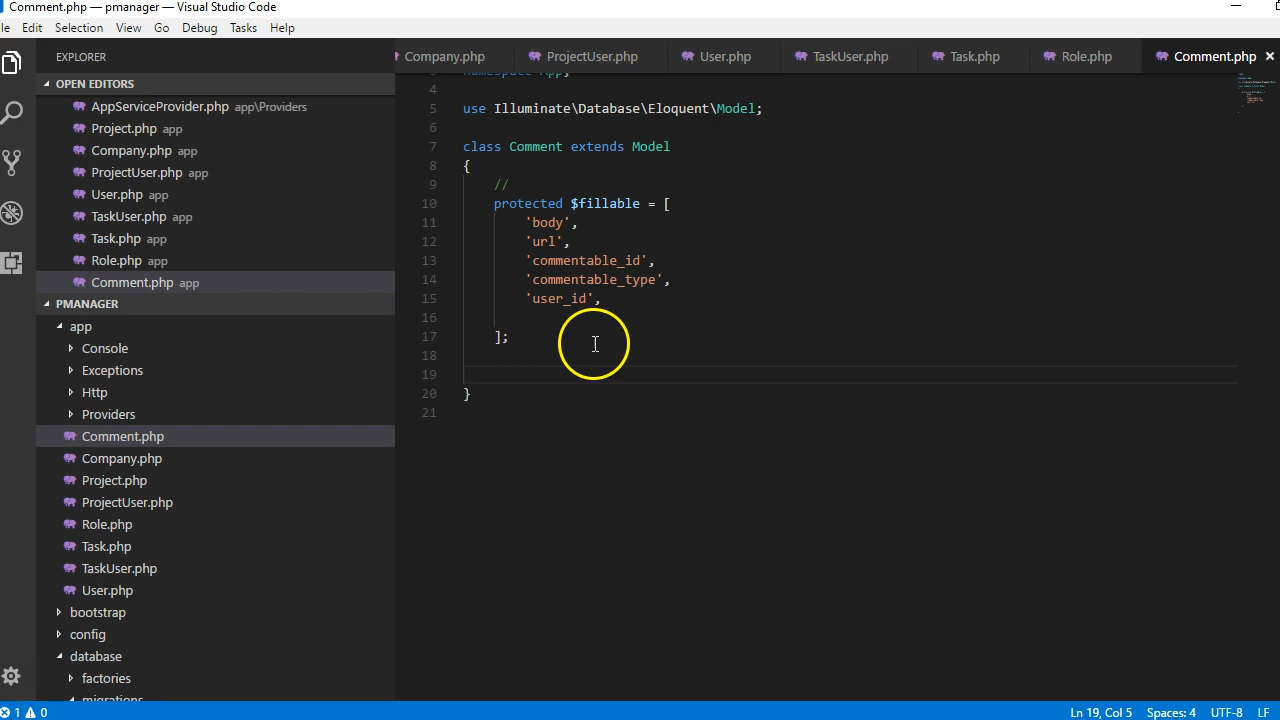 Comment.php — pmanager — Visual Studio Code
le Edit Selection View Go Debug Tasks Help
EXPLORER
OPEN EDITORS
AppServiceProvider.php app\Providers
Project.php app
Company.php app
ProjectUser.php app
User.php app
TaskUser.php app
Task.php app
Role.php app
Comment.php app
PMANAGER
app
Console
Exceptions
Http
Providers
Comment.php
Company.php
Project.php
ProjectUser.php
Role.php
Task.php
TaskUser.php
User.php
bootstrap
config
database
factories
migrations
Company.php ProjectUser.php User.php TaskUser.php Task.php Role.php Comment.php
3 namespace App;
4
5 use Illuminate\Database\Eloquent\Model;
6
7 class Comment extends Model
8 {
9 //
10 protected $fillable = [
11 'body',
12 'url',
13 'commentable_id',
14 'commentable_type',
15 'user_id',
16
17 ];
18
19
20 }
21
1 0 Ln 19, Col 5 Spaces: 4 UTF-8 LF